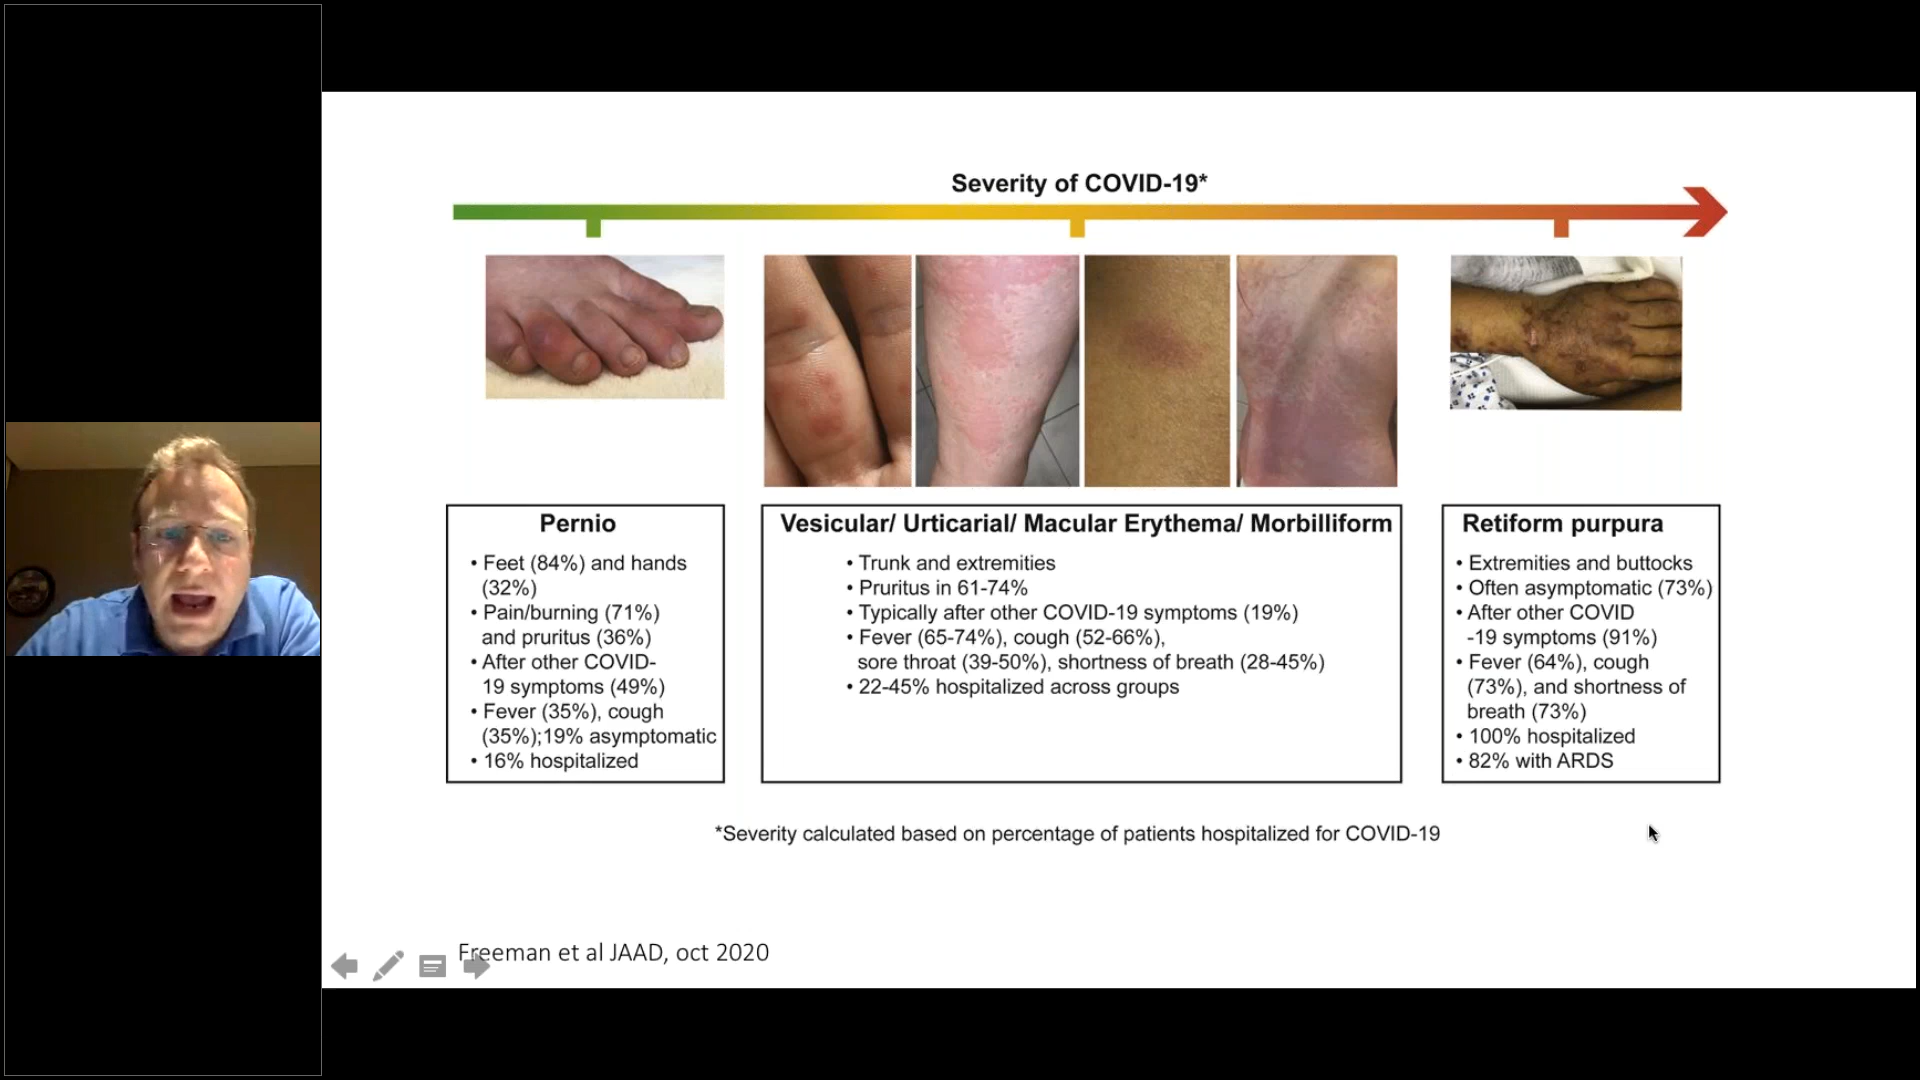 Severity of COVID-19*
Pernio
• Feet (84%) and hands
(32%)
• Pain/burning (71%)
and pruritus (36%)
• After other COVID-
19 symptoms (49%)
• Fever (35%), cough
(35%);19% asymptomatic
• 16% hospitalized
Vesicular/ Urticarial/ Macular Erythema/ Morbilliform
• Trunk and extremities
• Pruritus in 61-74%
• Typically after other COVID-19 symptoms (19%)
• Fever (65-74%), cough (52-66%),
sore throat (39-50%), shortness of breath (28-45%)
• 22-45% hospitalized across groups
Retiform purpura
• Extremities and buttocks
• Often asymptomatic (73%)
• After other COVID
-19 symptoms (91%)
• Fever (64%), cough
(73%), and shortness of
breath (73%)
• 100% hospitalized
• 82% with ARDS
*Severity calculated based on percentage of patients hospitalized for COVID-19
Freeman et al JAAD, oct 2020